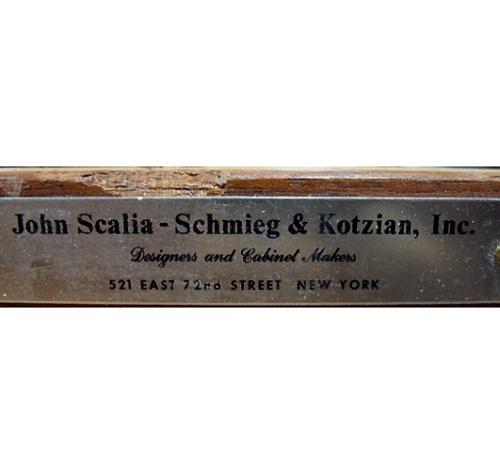 John Scalia - Schmieg & Kotzian, Inc.
Designers and Cabinet Makers
521 EAST 72nd STREET NEW YORK